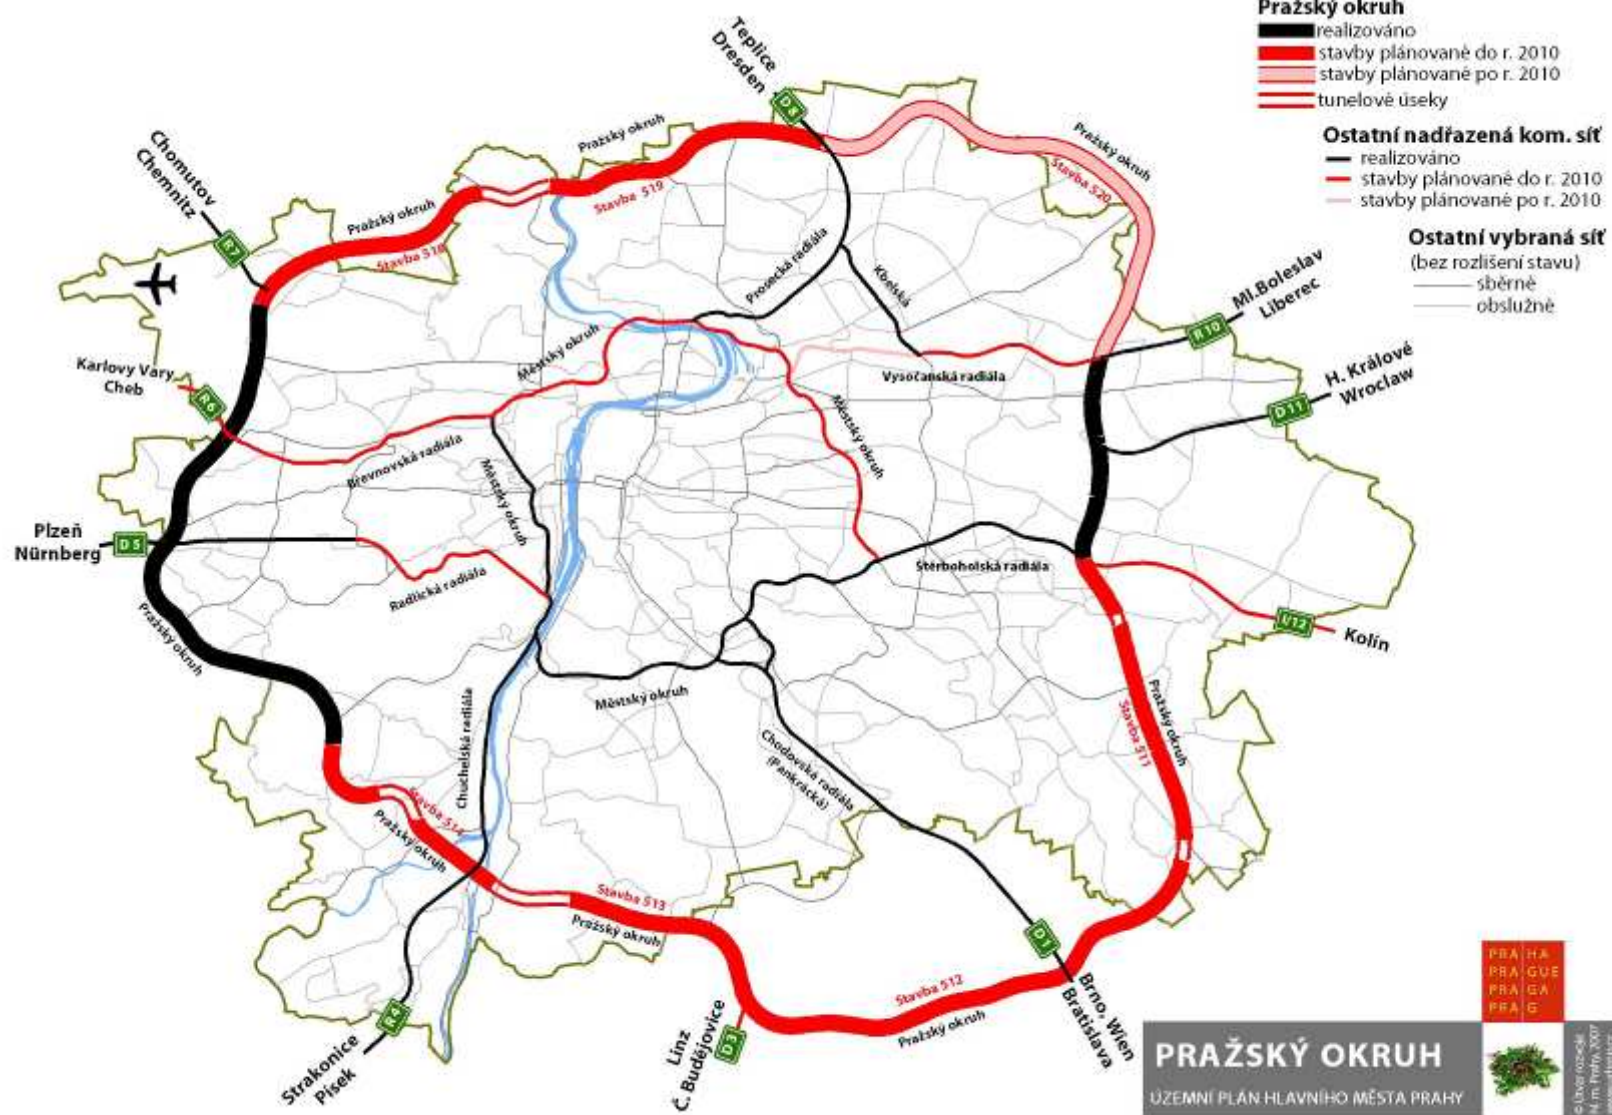 Pražský okruh
realizováno
stavby plánované do r. 2010
stavby plánované po r. 2010
tunelové úseky
Ostatní nadřazená kom. síť
realizováno
stavby plánované do r. 2010
stavby plánované po r. 2010
Ostatní vybraná síť
(bez rozlišení stavu)
sběrné
obslužné
Teplice
Dresden
D8
Pražský okruh
Stavba 519
Pražský okruh
Stavba 520
Chomutov
Chemnitz
R7
Pražský okruh
Stavba 518
Prosecká radiála
Kbelská
Ml.Boleslav
Liberec
R10
Městský okruh
Vysočanská radiála
Karlovy Vary
Cheb
R6
H. Králové
Wroclaw
D11
Břevnovská radiála
Městský okruh
Městský okruh
Plzeň
Nürnberg
D5
Radlická radiála
Štěrboholská radiála
I/12
Kolín
Pražský okruh
Městský okruh
Chuchelská radiála
Chodovská radiála
(Pankrácká)
Pražský okruh
Stavba 511
Stavba 514
Pražský okruh
Stavba 513
Pražský okruh
D1
Brno, Wien
Bratislava
Stavba 512
Pražský okruh
R4
Strakonice
Písek
Linz
Č. Budějovice
D3
PRA HA
PRA GUE
PRA GA
PRA G
PRAŽSKÝ OKRUH
ÚZEMNÍ PLÁN HLAVNÍHO MĚSTA PRAHY